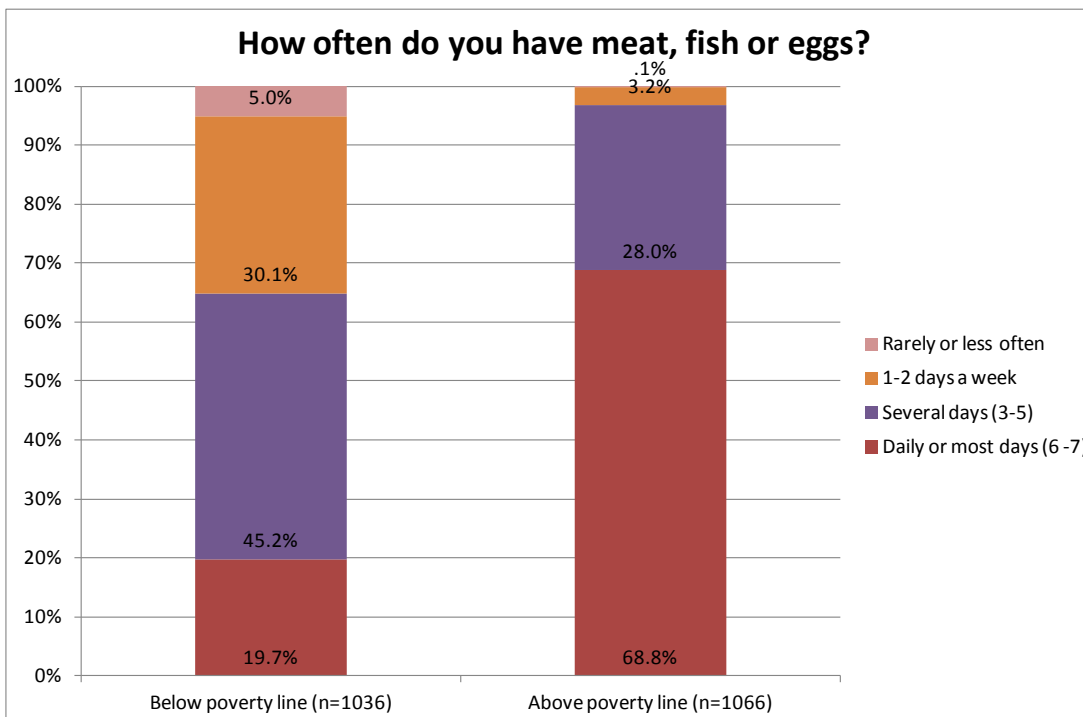 How often do you have meat, fish or eggs?
.1%
100%
5.0%
3.2%
90%
80%
70%
30.1%
28.0%
60%
50%
40%
30%
45.2%
20%
10%
19.7%
68.8%
0%
Below poverty line (n=1036)
Above poverty line (n=1066)
Rarely or less often
1-2 days a week
Several days (3-5)
Daily or most days (6 -7)